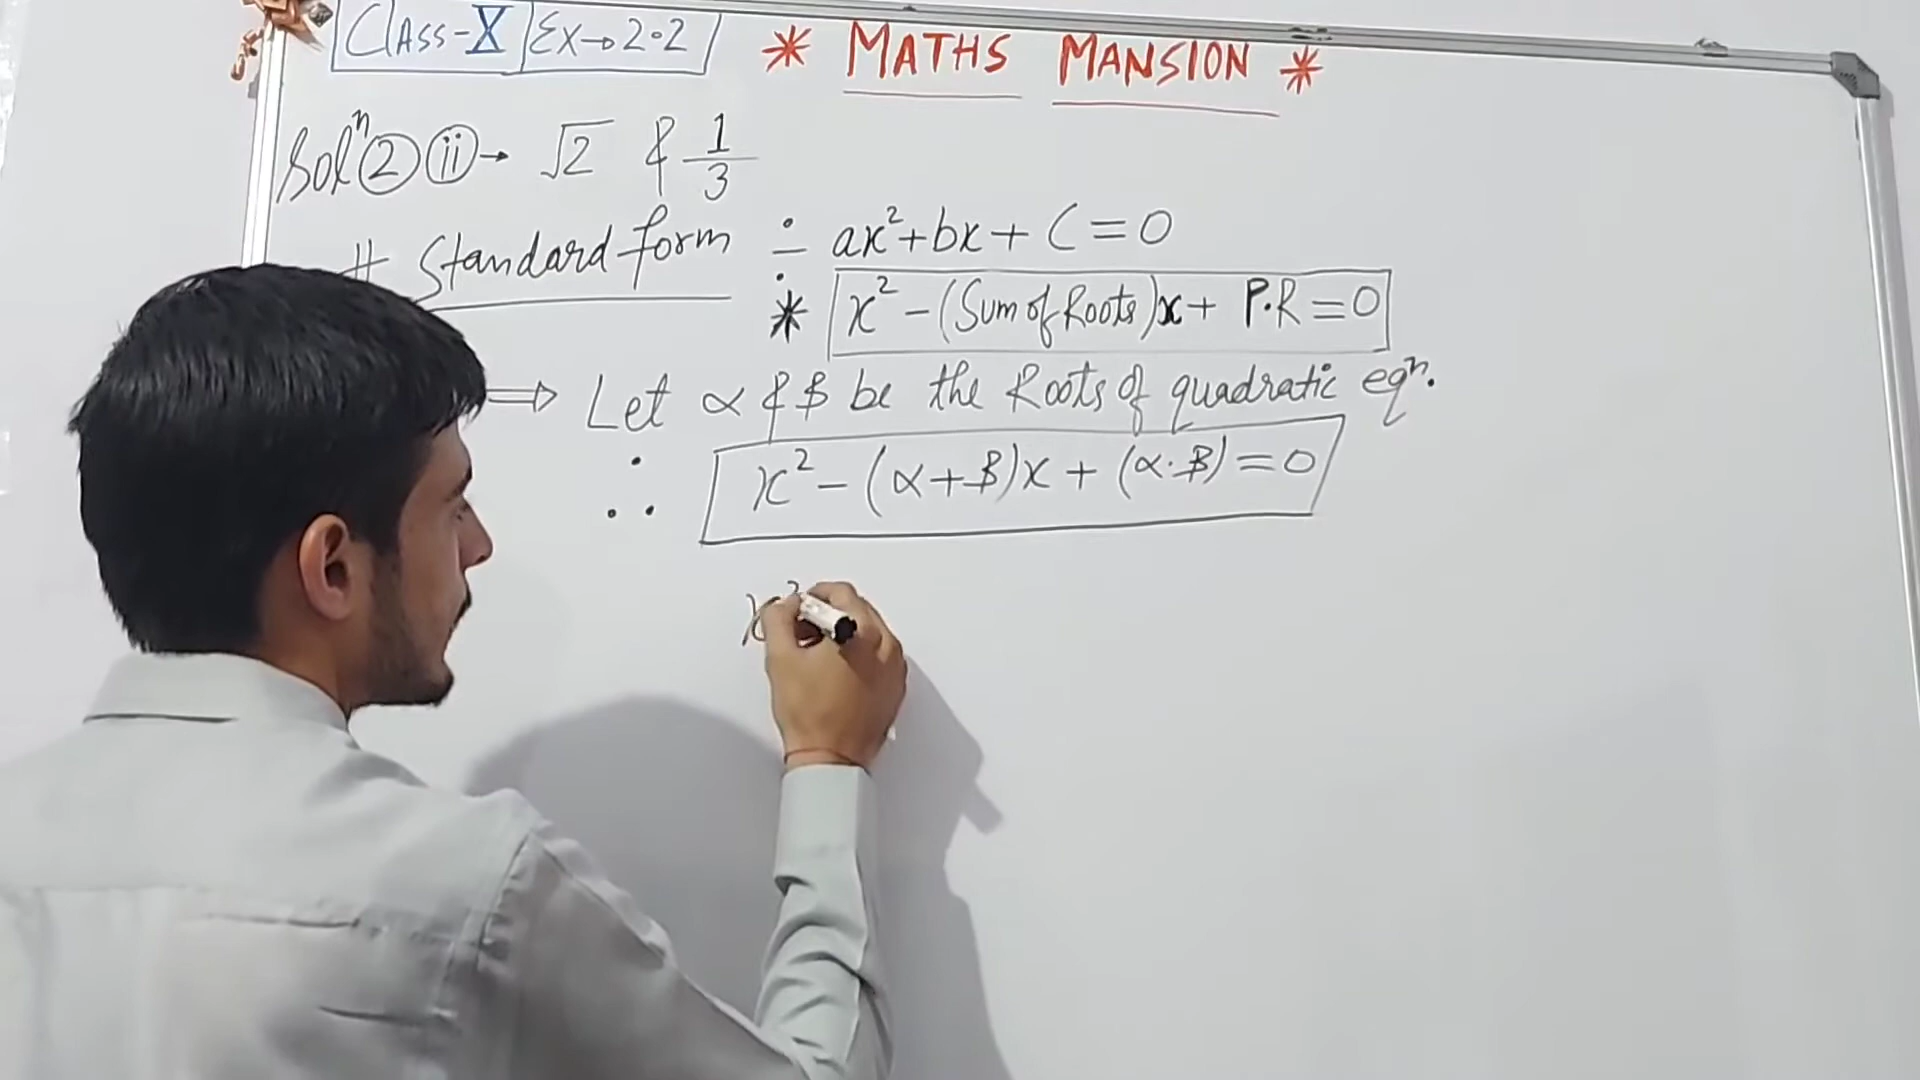 Class-X Ex→2.2 * MATHS MANSION *
Solⁿ ② ⅱ → √2 & 1/3
# Standard form ÷ ax²+bx+C=0
: * x²-(Sum of Roots)x+ P.R=0
⇒ Let α & β be the Roots of quadratic eqⁿ.
∴ x²-(α+β)x+(α.β)=0
x²